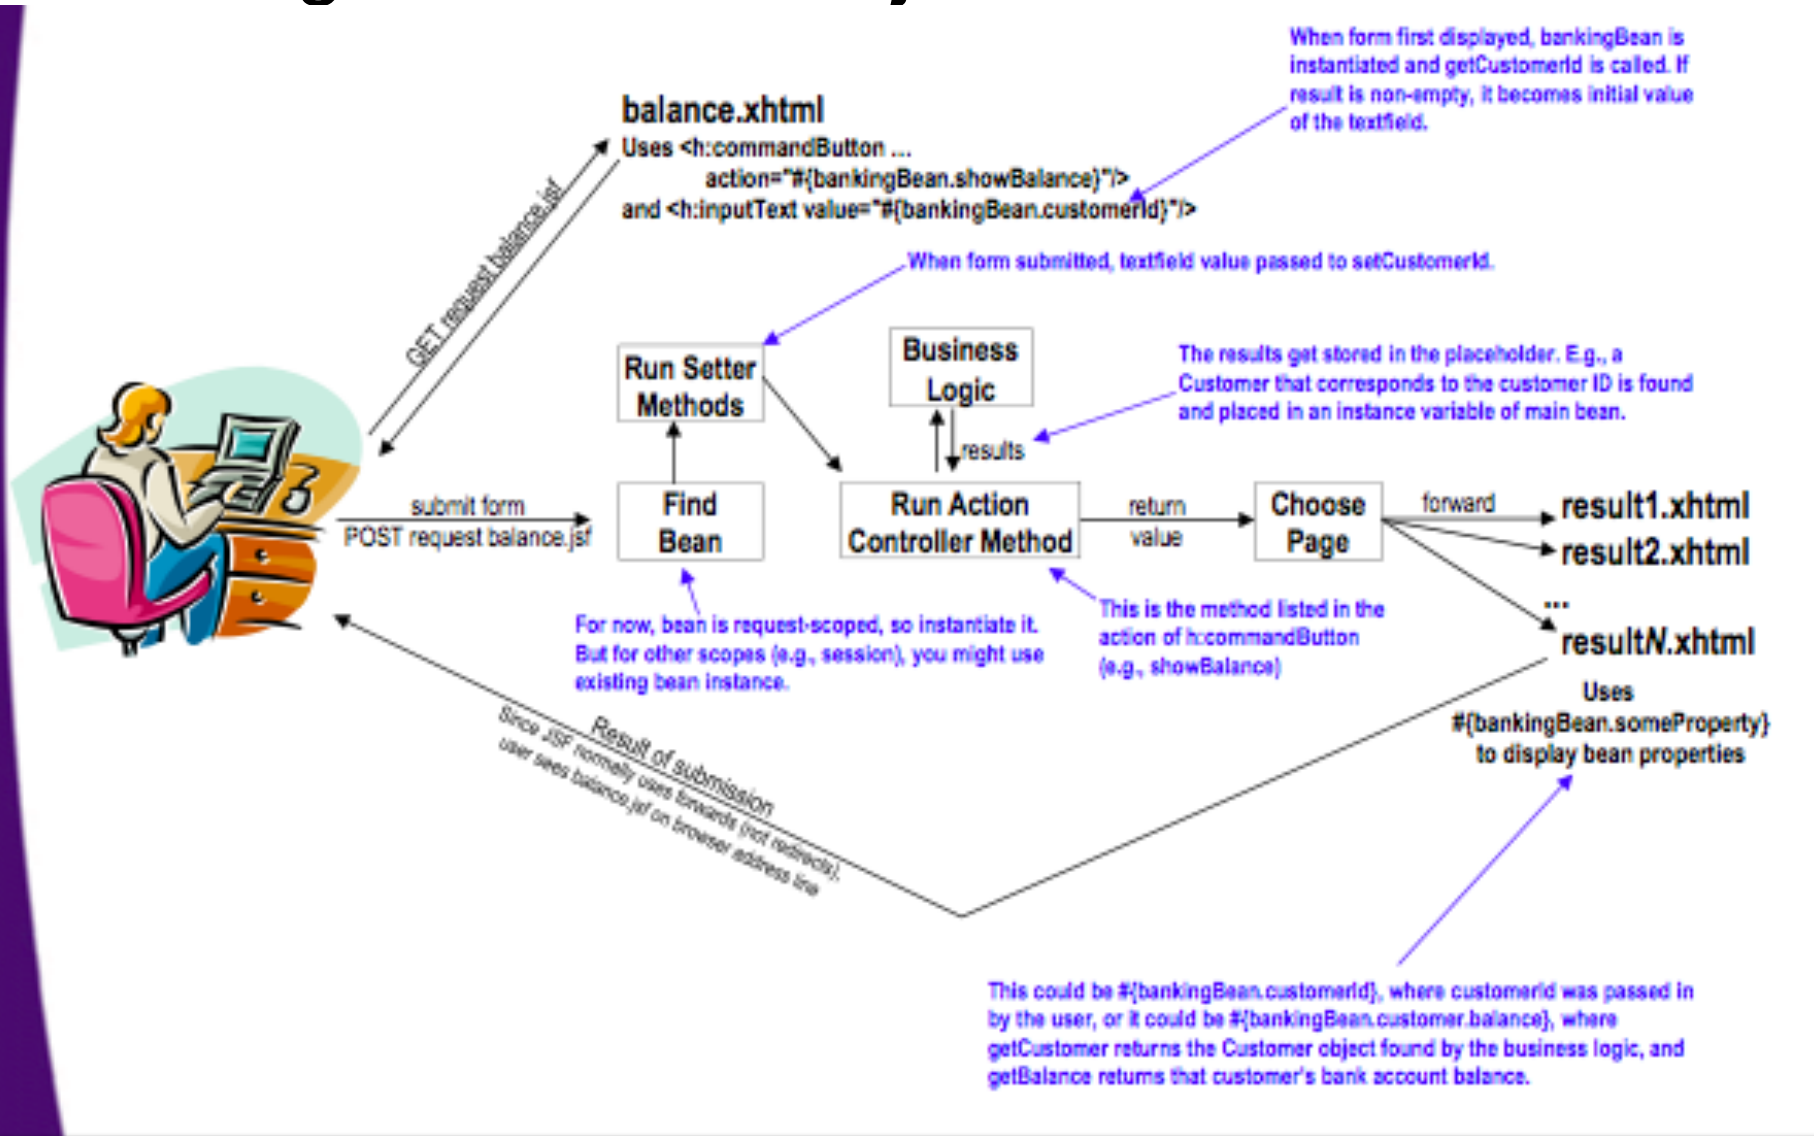 When form first displayed, bankingBean is
instantiated and getCustomerId is called. If
result is non-empty, it becomes initial value
of the textfield.
balance.xhtml
Uses <h:commandButton ...
action="#{bankingBean.showBalance}"/>
and <h:inputText value="#{bankingBean.customerId}"/>
GET request balance.jsf
When form submitted, textfield value passed to setCustomerId.
Run Setter
Methods
Business
Logic
results
The results get stored in the placeholder. E.g., a
Customer that corresponds to the customer ID is found
and placed in an instance variable of main bean.
submit form
POST request balance.jsf
Find
Bean
Run Action
Controller Method
return
value
Choose
Page
forward
result1.xhtml
result2.xhtml
...
resultN.xhtml
Uses
#{bankingBean.someProperty}
to display bean properties
For now, bean is request-scoped, so instantiate it.
But for other scopes (e.g., session), you might use
existing bean instance.
This is the method listed in the
action of h:commandButton
(e.g., showBalance)
Result of submission
Since JSF normally uses forwards (not redirects),
user sees balance.jsf on browser address line
This could be #{bankingBean.customerId}, where customerId was passed in
by the user, or it could be #{bankingBean.customer.balance}, where
getCustomer returns the Customer object found by the business logic, and
getBalance returns that customer's bank account balance.